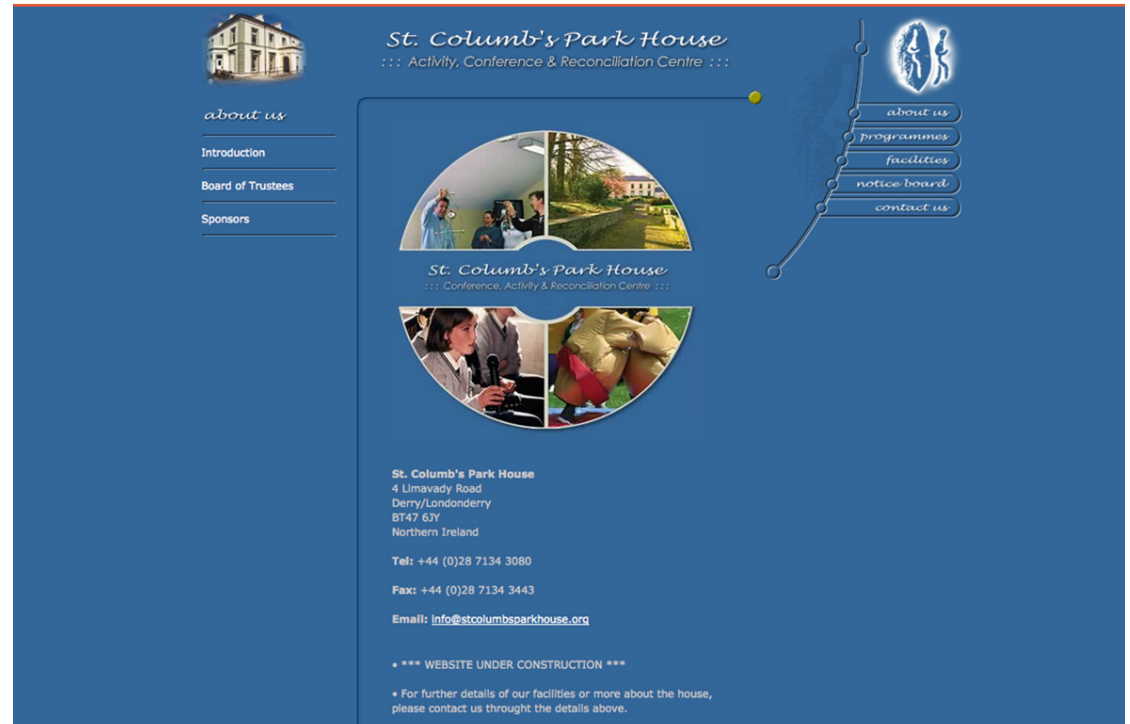 St. Columb's Park House
::: Activity, Conference & Reconciliation Centre :::
about us
Introduction
Board of Trustees
Sponsors
about us
programmes
facilities
notice board
contact us
St. Columb's Park House
::: Conference, Activity & Reconciliation Centre :::
St. Columb's Park House
4 Limavady Road
Derry/Londonderry
BT47 6JY
Northern Ireland
Tel: +44 (0)28 7134 3080
Fax: +44 (0)28 7134 3443
Email: info@stcolumbsparkhouse.org
• *** WEBSITE UNDER CONSTRUCTION ***
• For further details of our facilities or more about the house,
please contact us throught the details above.